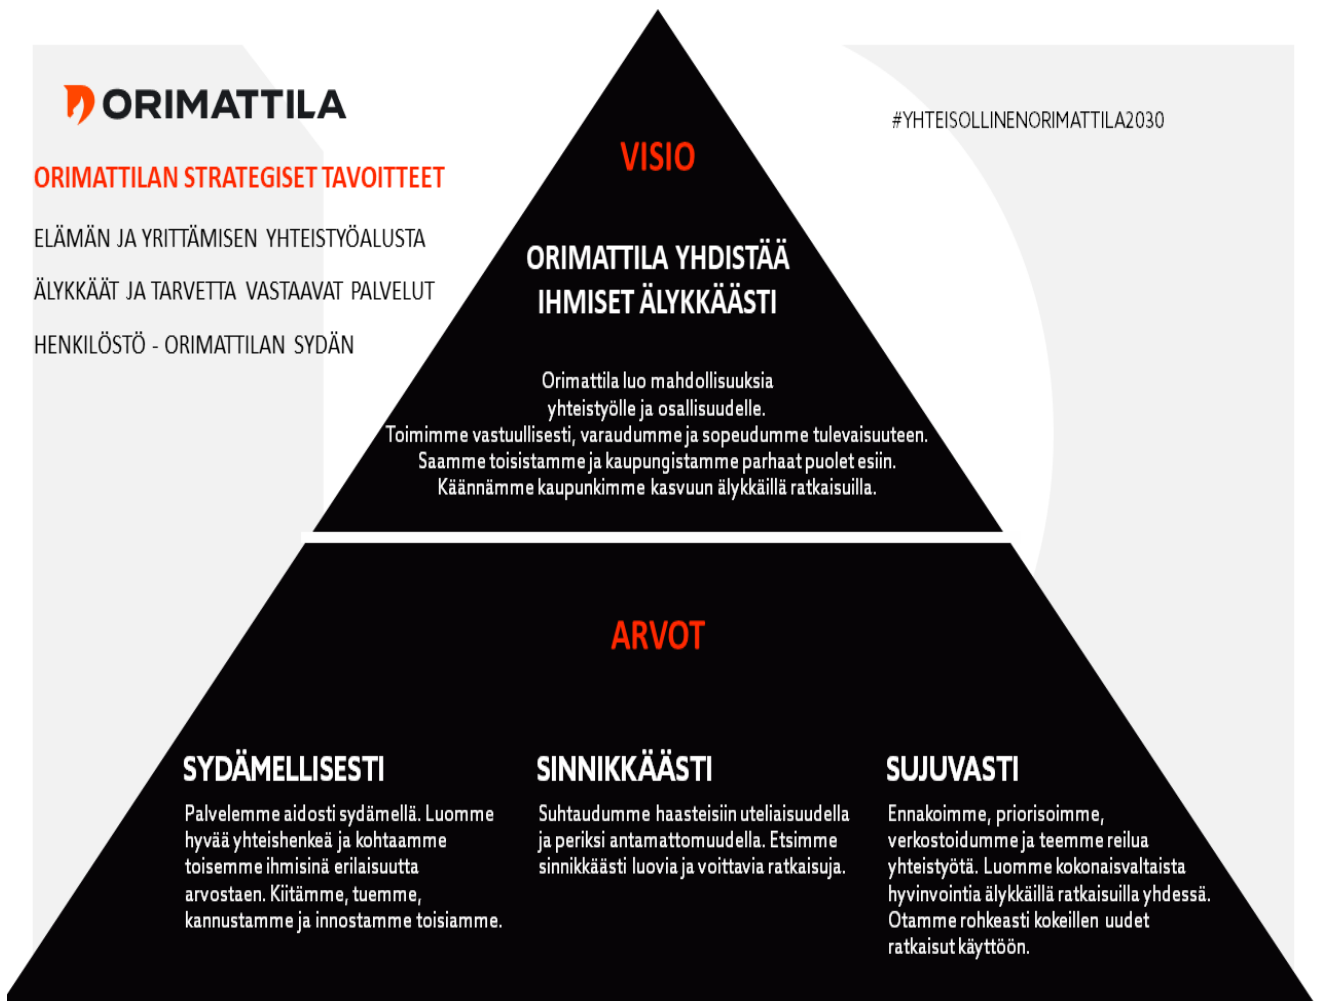 ORIMATTILA
#YHTEISOLLINENORIMATTILA2030
ORIMATTILAN STRATEGISET TAVOITTEET
ELÄMÄN JA YRITTÄMISEN YHTEISTYÖALUSTA
ÄLYKKÄÄT JA TARVETTA VASTAAVAT PALVELUT
HENKILÖSTÖ - ORIMATTILAN SYDÄN
VISIO
ORIMATTILA YHDISTÄÄ
IHMISET ÄLYKKÄÄSTI
Orimattila luo mahdollisuuksia
yhteistyölle ja osallisuudelle.
Toimimme vastuullisesti, varaudumme ja sopeudumme tulevaisuuteen.
Saamme toisistamme ja kaupungistamme parhaat puolet esiin.
Käännämme kaupunkimme kasvuun älykkäillä ratkaisuilla.
ARVOT
SYDÄMELLISESTI
Palvelemme aidosti sydämellä. Luomme
hyvää yhteishenkeä ja kohtaamme
toisemme ihmisinä erilaisuutta
arvostaen. Kiitämme, tuemme,
kannustamme ja innostamme toisiamme.
SINNIKKÄÄSTI
Suhtaudumme haasteisiin uteliaisuudella
ja periksi antamattomuudella. Etsimme
sinnikkäästi luovia ja voittavia ratkaisuja.
SUJUVASTI
Ennakoimme, priorisoimme,
verkostoidumme ja teemme reilua
yhteistyötä. Luomme kokonaisvaltaista
hyvinvointia älykkäillä ratkaisuilla yhdessä.
Otamme rohkeasti kokeillen uudet
ratkaisut käyttöön.